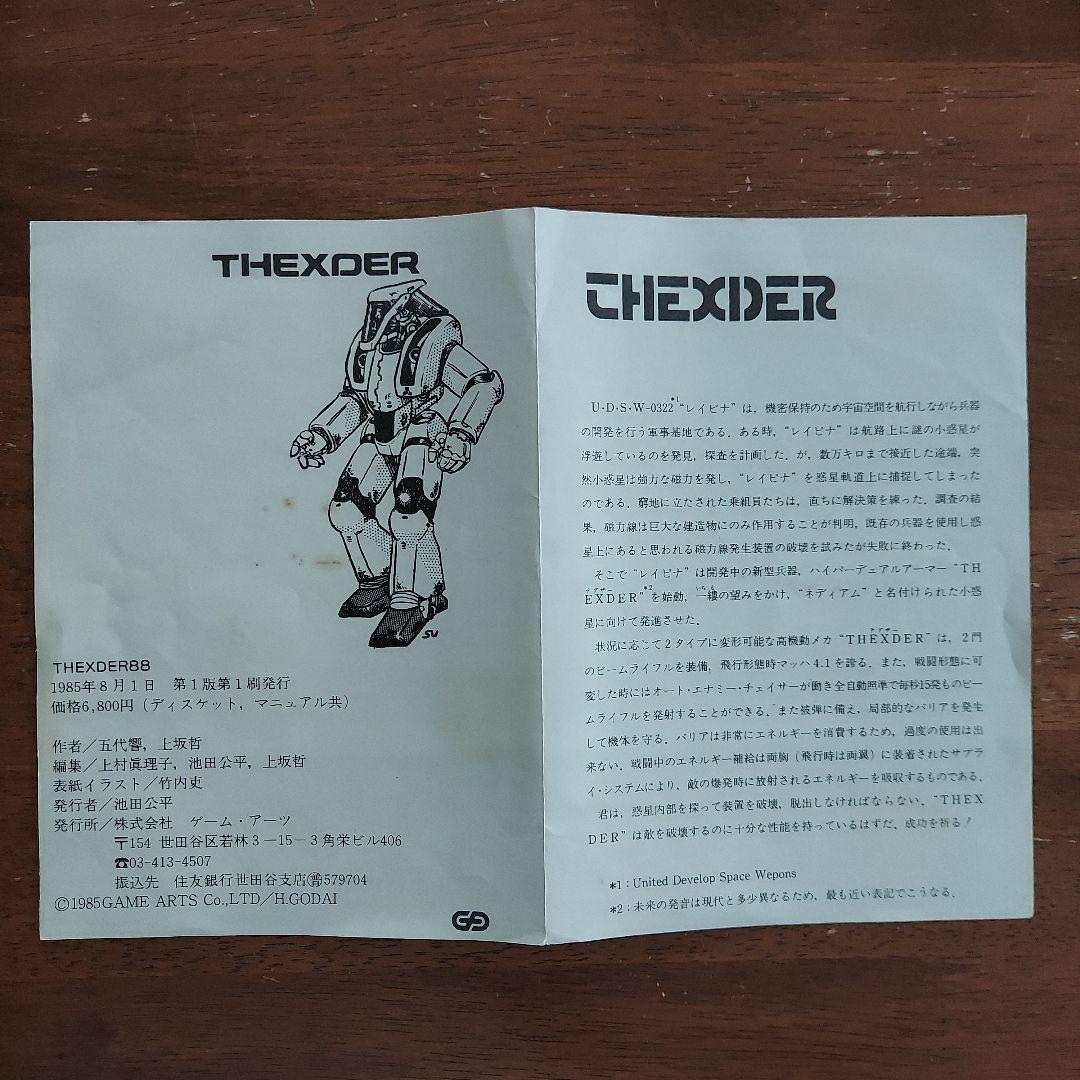 THEXDER
SU
THEXDER88
1985年8月1日　第1版第1刷発行
価格6,800円（ディスケット，マニュアル共）
作者／五代響，上坂哲
編集／上村眞理子，池田公平，上坂哲
表紙イラスト／竹内吏
発行者／池田公平
発行所／株式会社　ゲーム・アーツ
〒154 世田谷区若林3－15－3角栄ビル406
☎03-413-4507
振込先　住友銀行世田谷支店㊪579704
©1985GAME ARTS Co.,LTD／H.GODAI
THEXDER
U・D・S・W-0322*1“レイピナ”は，機密保持のため宇宙空間を航行しながら兵器
の開発を行う軍事基地である．ある時，“レイピナ”は航路上に謎の小惑星が
浮遊しているのを発見，探査を計画した．が，数万キロまで接近した途端，突
然小惑星は強力な磁力を発し，“レイピナ”を惑星軌道上に捕捉してしまった
のである．窮地に立たされた乗組員たちは，直ちに解決策を練った．調査の結
果，磁力線は巨大な建造物にのみ作用することが判明，既存の兵器を使用し惑
星上にあると思われる磁力線発生装置の破壊を試みたが失敗に終わった．
そこで“レイピナ”は開発中の新型兵器，ハイパーデュアルアーマー“TH
EXDER”*2を始動，一縷の望みをかけ，“ネディアム”と名付けられた小惑
星に向けて発進させた．
状況に応じて2タイプに変形可能な高機動メカ“THEXDER”は，2門
のビームライフルを装備，飛行形態時マッハ4.1を誇る．また，戦闘形態に可
変した時にはオート・エナミー・チェイサーが働き全自動照準で毎秒15発ものビー
ムライフルを発射することができる．また被弾に備え，局部的なバリアを発生
して機体を守る．バリアは非常にエネルギーを消費するため，過度の使用は出
来ない．戦闘中のエネルギー補給は両胸（飛行時は両翼）に装着されたサプラ
イ・システムにより，敵の爆発時に放射されるエネルギーを吸収するものである．
君は，惑星内部を探って装置を破壊，脱出しなければならない．“THEX
DER”は敵を破壊するのに十分な性能を持っているはずだ．成功を祈る！
*1：United Develop Space Wepons
*2：未来の発音は現代と多少異なるため，最も近い表記でこうなる．